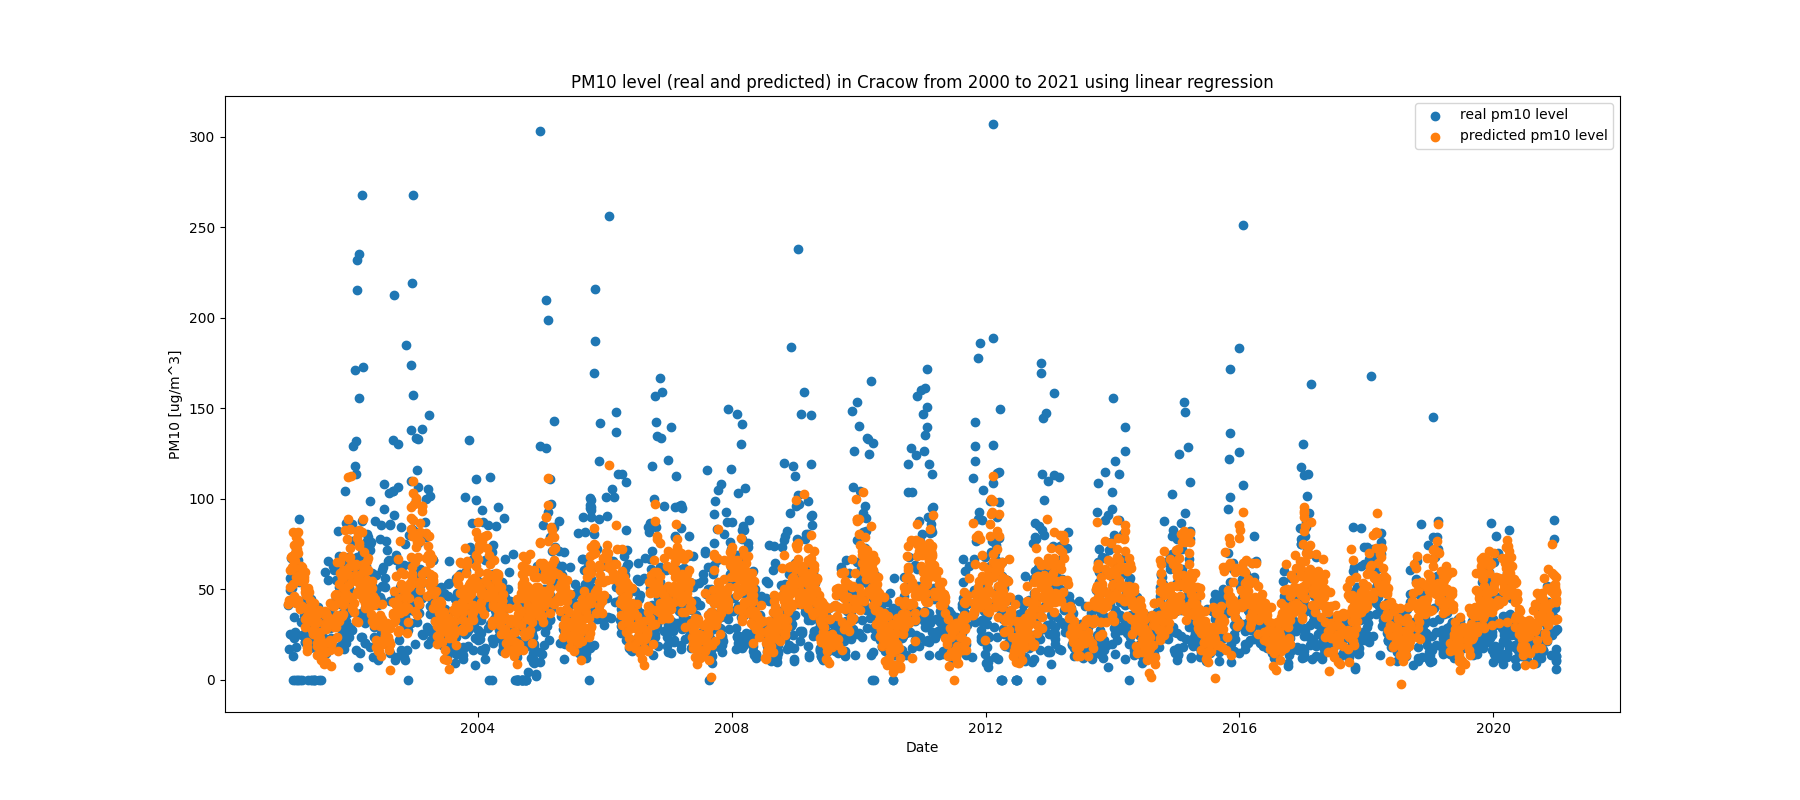 PM10 level (real and predicted) in Cracow from 2000 to 2021 using linear regression
real pm10 level
predicted pm10 level
300
250
200
150
100
50
0
PM10 [ug/m^3]
2004
2008
2012
2016
2020
Date